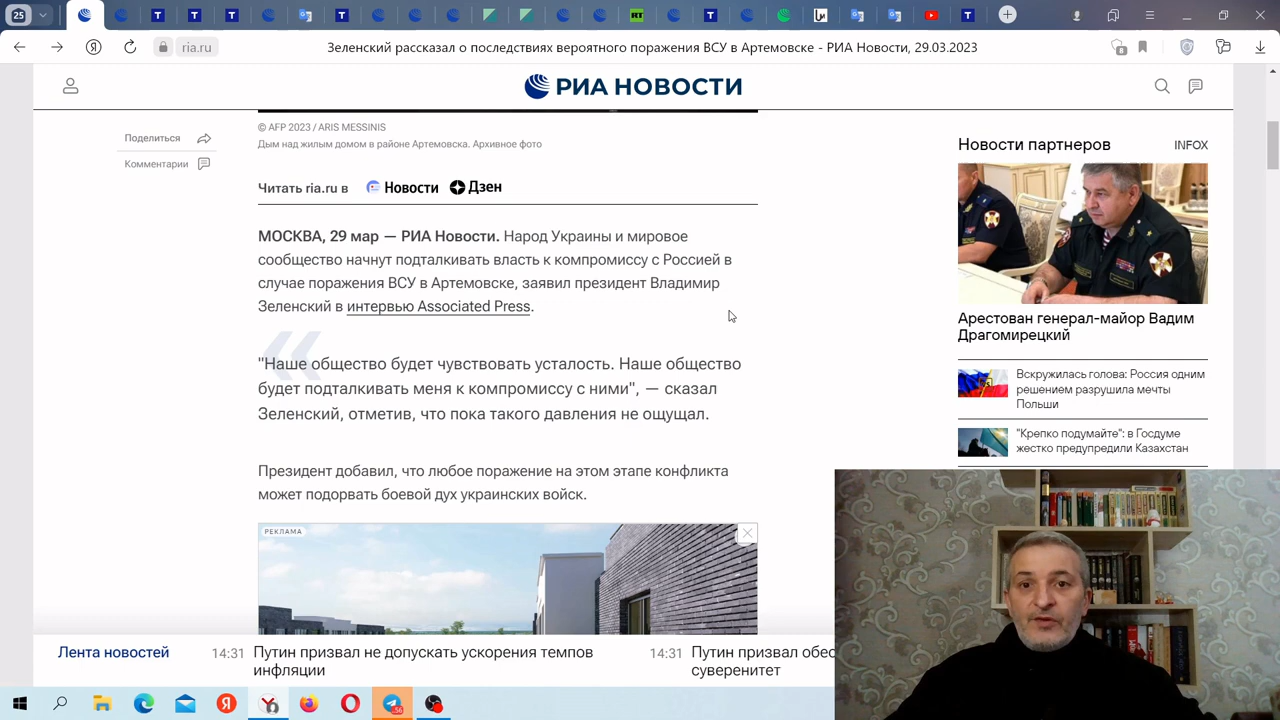 25
ria.ru
Зеленский рассказал о последствиях вероятного поражения ВСУ в Артемовске - РИА Новости, 29.03.2023
8
РИА НОВОСТИ
Поделиться
Комментарии
© AFP 2023 / ARIS MESSINIS
Дым над жилым домом в районе Артемовска. Архивное фото
Читать ria.ru в Новости Дзен
МОСКВА, 29 мар — РИА Новости. Народ Украины и мировое
сообщество начнут подталкивать власть к компромиссу с Россией в
случае поражения ВСУ в Артемовске, заявил президент Владимир
Зеленский в интервью Associated Press.
"Наше общество будет чувствовать усталость. Наше общество
будет подталкивать меня к компромиссу с ними", — сказал
Зеленский, отметив, что пока такого давления не ощущал.
Президент добавил, что любое поражение на этом этапе конфликта
может подорвать боевой дух украинских войск.
РЕКЛАМА
Новости партнеров
INFOX
Арестован генерал-майор Вадим
Драгомирецкий
Вскружилась голова: Россия одним
решением разрушила мечты
Польши
"Крепко подумайте": в Госдуме
жестко предупредили Казахстан
Лента новостей
14:31
Путин призвал не допускать ускорения темпов
инфляции
14:31
Путин призвал обес
суверенитет
56